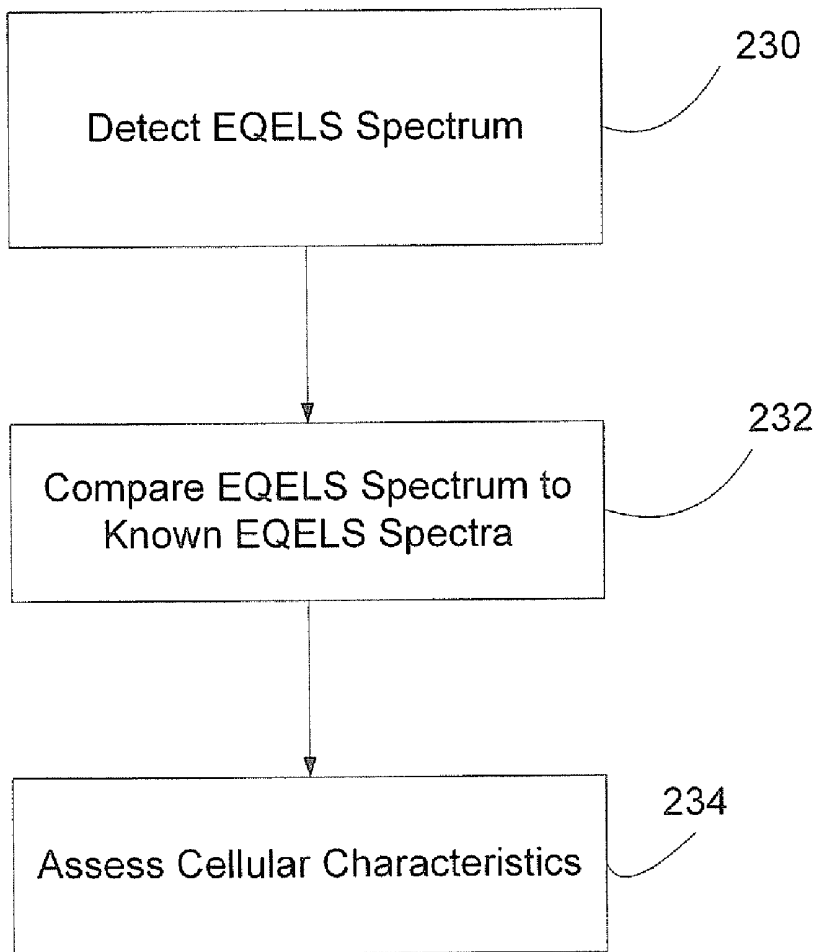 230
Detect EQELS Spectrum
232
Compare EQELS Spectrum to
Known EQELS Spectra
234
Assess Cellular Characteristics